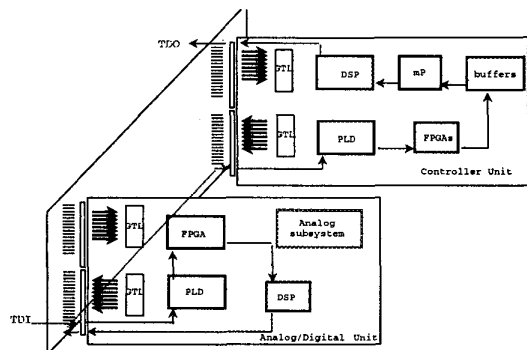 TDO
GTL
DSP
mP
buffers
GTL
PLD
FPGAs
Controller Unit
GTL
FPGA
Analog
subsystem
GTL
PLD
DSP
TDI
Analog/Digital Unit